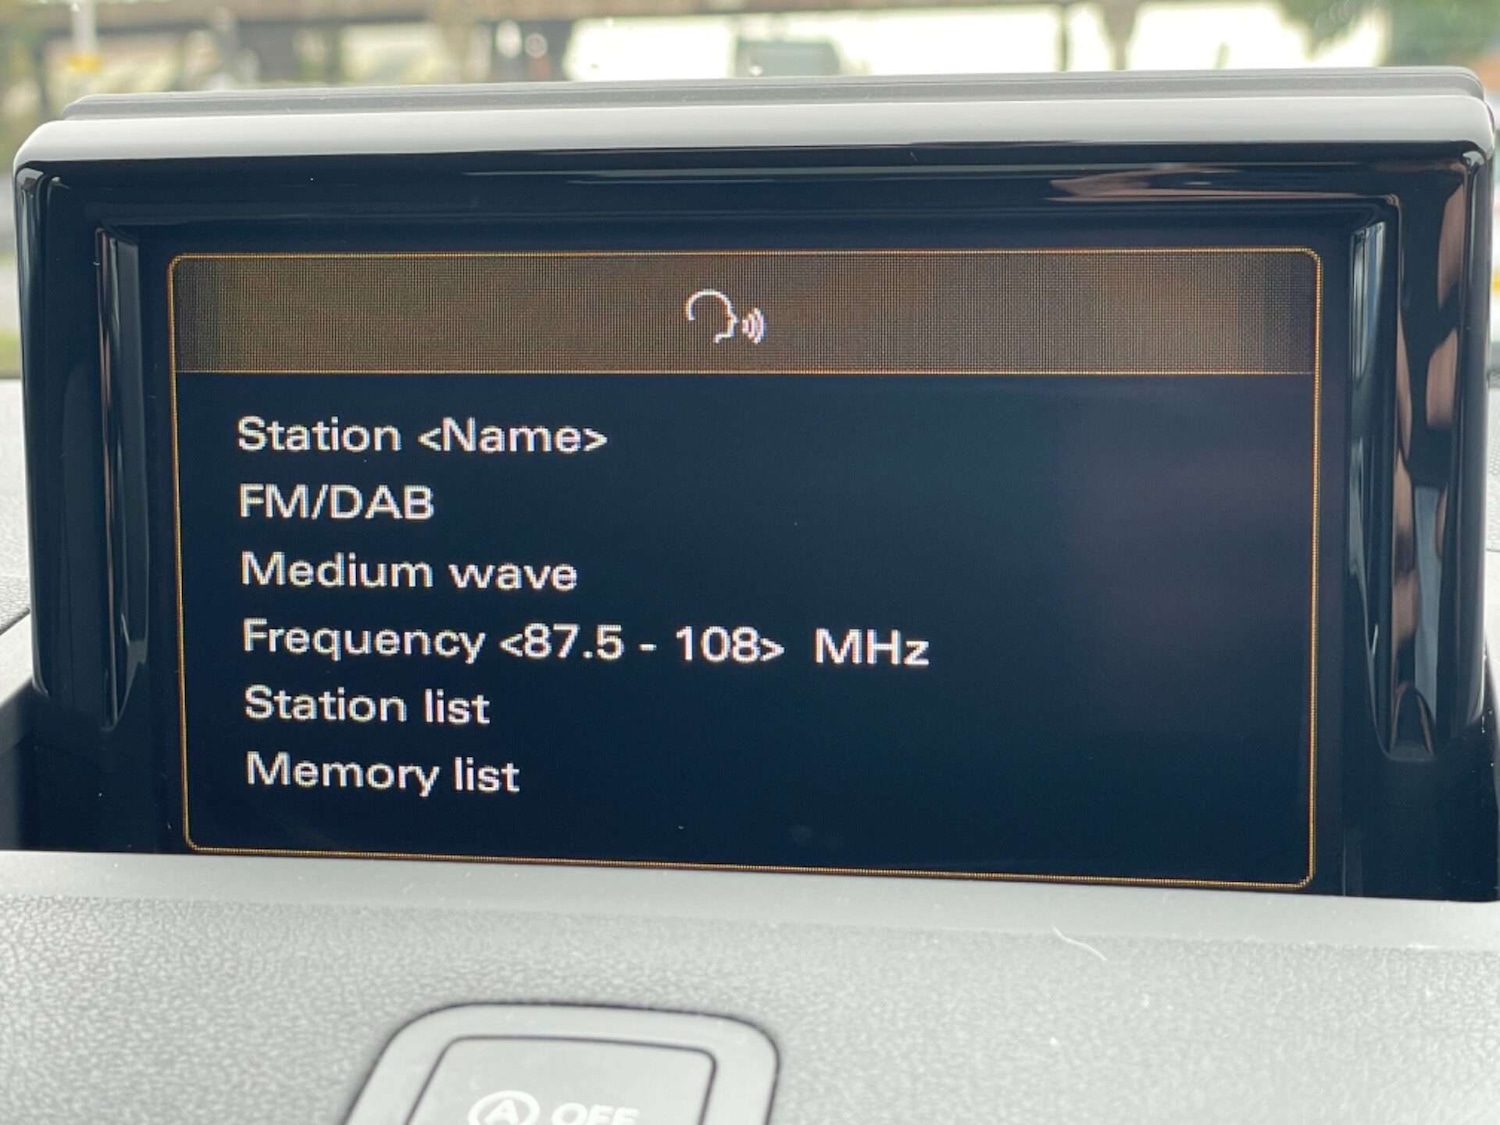 Station <Name>
FM/DAB
Medium wave
Frequency <87.5 - 108> MHz
Station list
Memory list
A OFF